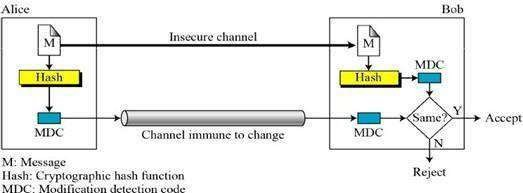 Alice
Bob
Insecure channel
M
M
Hash
Hash
MDC
MDC
Channel immune to change
MDC
Same?
Y
Accept
N
Reject
M: Message
Hash: Cryptographic hash function
MDC: Modification detection code